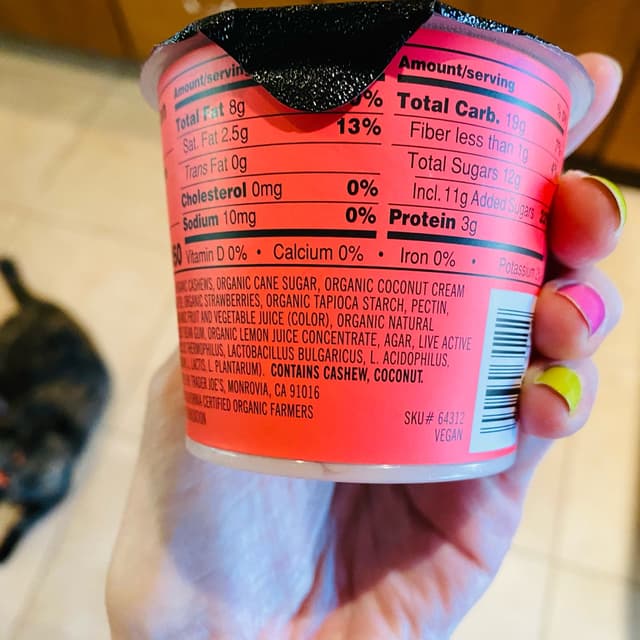 Amount/serving
Total Fat 8g
Sat. Fat 2.5g 13%
Trans Fat 0g
Cholesterol 0mg 0%
Sodium 10mg 0%
Amount/serving
Total Carb. 19g
Fiber less than 1g
Total Sugars 12g
Incl. 11g Added Sugars
Protein 3g
Vitamin D 0% • Calcium 0% • Iron 0% • Potassium
CASHEWS, ORGANIC CANE SUGAR, ORGANIC COCONUT CREAM
ORGANIC STRAWBERRIES, ORGANIC TAPIOCA STARCH, PECTIN,
FRUIT AND VEGETABLE JUICE (COLOR), ORGANIC NATURAL
BEAN GUM, ORGANIC LEMON JUICE CONCENTRATE, AGAR, LIVE ACTIVE
THERMOPHILUS, LACTOBACILLUS BULGARICUS, L. ACIDOPHILUS,
LACTIS, L. PLANTARUM). CONTAINS CASHEW, COCONUT.
TRADER JOE'S, MONROVIA, CA 91016
CERTIFIED ORGANIC FARMERS
SKU# 64312
VEGAN